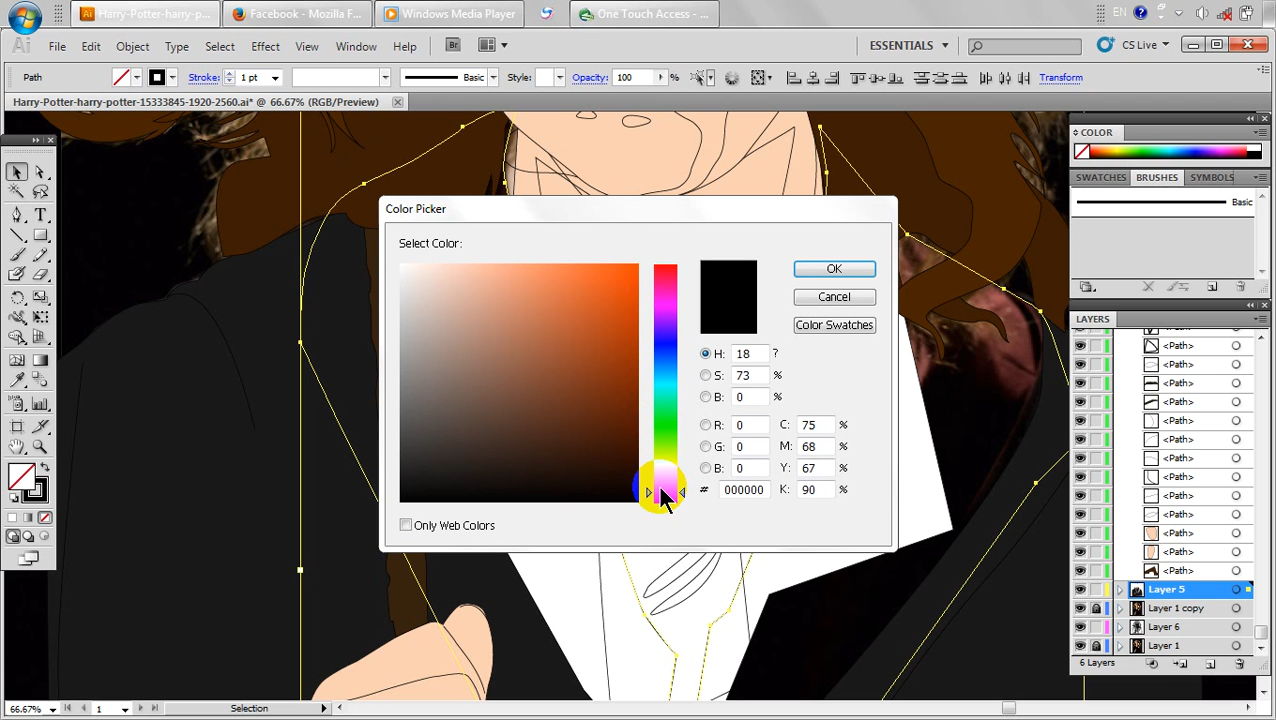 Harry-Potter-harry-p...
Facebook - Mozilla F...
Windows Media Player
One Touch Access - ...
EN
Ai
File
Edit
Object
Type
Select
Effect
View
Window
Help
Br
ESSENTIALS
CS Live
Path
Stroke:
1 pt
Basic
Style:
Opacity:
100
%
Transform
Harry-Potter-harry-potter-15333845-1920-2560.ai* @ 66.67% (RGB/Preview)
COLOR
SWATCHES
BRUSHES
SYMBOLS
Basic
Color Picker
Select Color:
OK
Cancel
Color Swatches
H: 18 ?
S: 73 %
B: 0 %
R: 0
C: 75 %
G: 0
M: 65 %
B: 0
Y: 67 %
# 000000
K: 90 %
Only Web Colors
LAYERS
<Path>
<Path>
<Path>
<Path>
<Path>
<Path>
<Path>
<Path>
<Path>
<Path>
<Path>
<Path>
<Path>
Layer 5
Layer 1 copy
Layer 6
Layer 1
6 Layers
66.67%
1
Selection